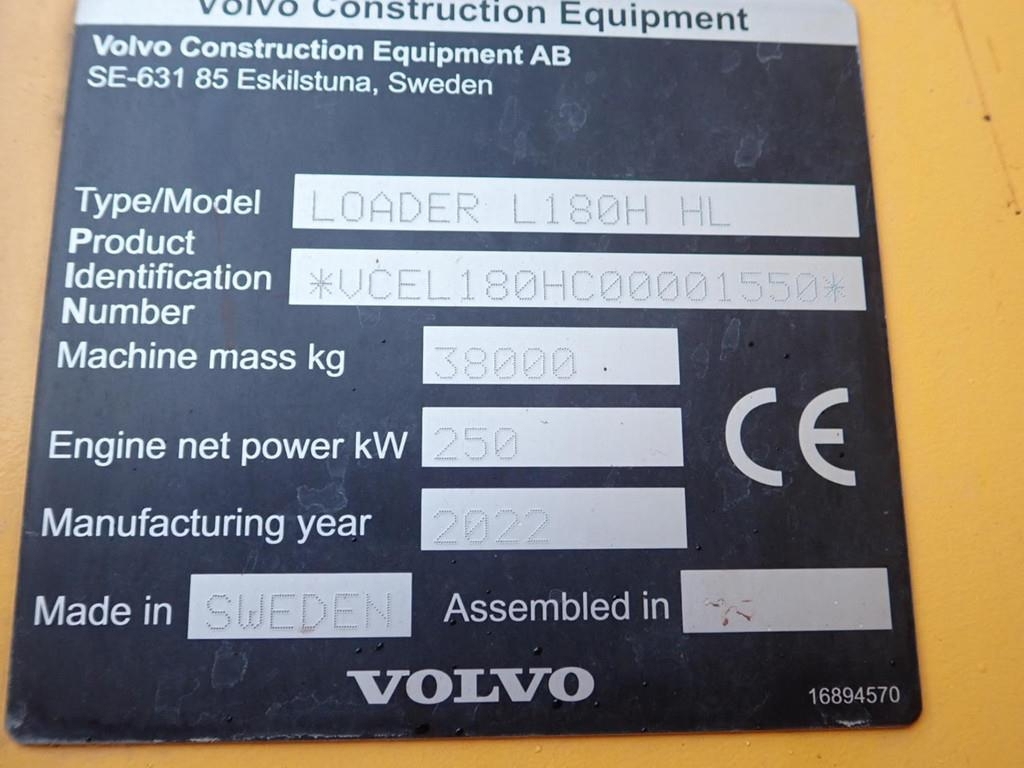 Volvo Construction Equipment
Volvo Construction Equipment AB
SE-631 85 Eskilstuna, Sweden
Type/Model LOADER L180H HL
Product
Identification *VCEL180HC00001550*
Number
Machine mass kg 38000
Engine net power kW 250
CE
Manufacturing year 2022
Made in SWEDEN Assembled in
VOLVO
16894570